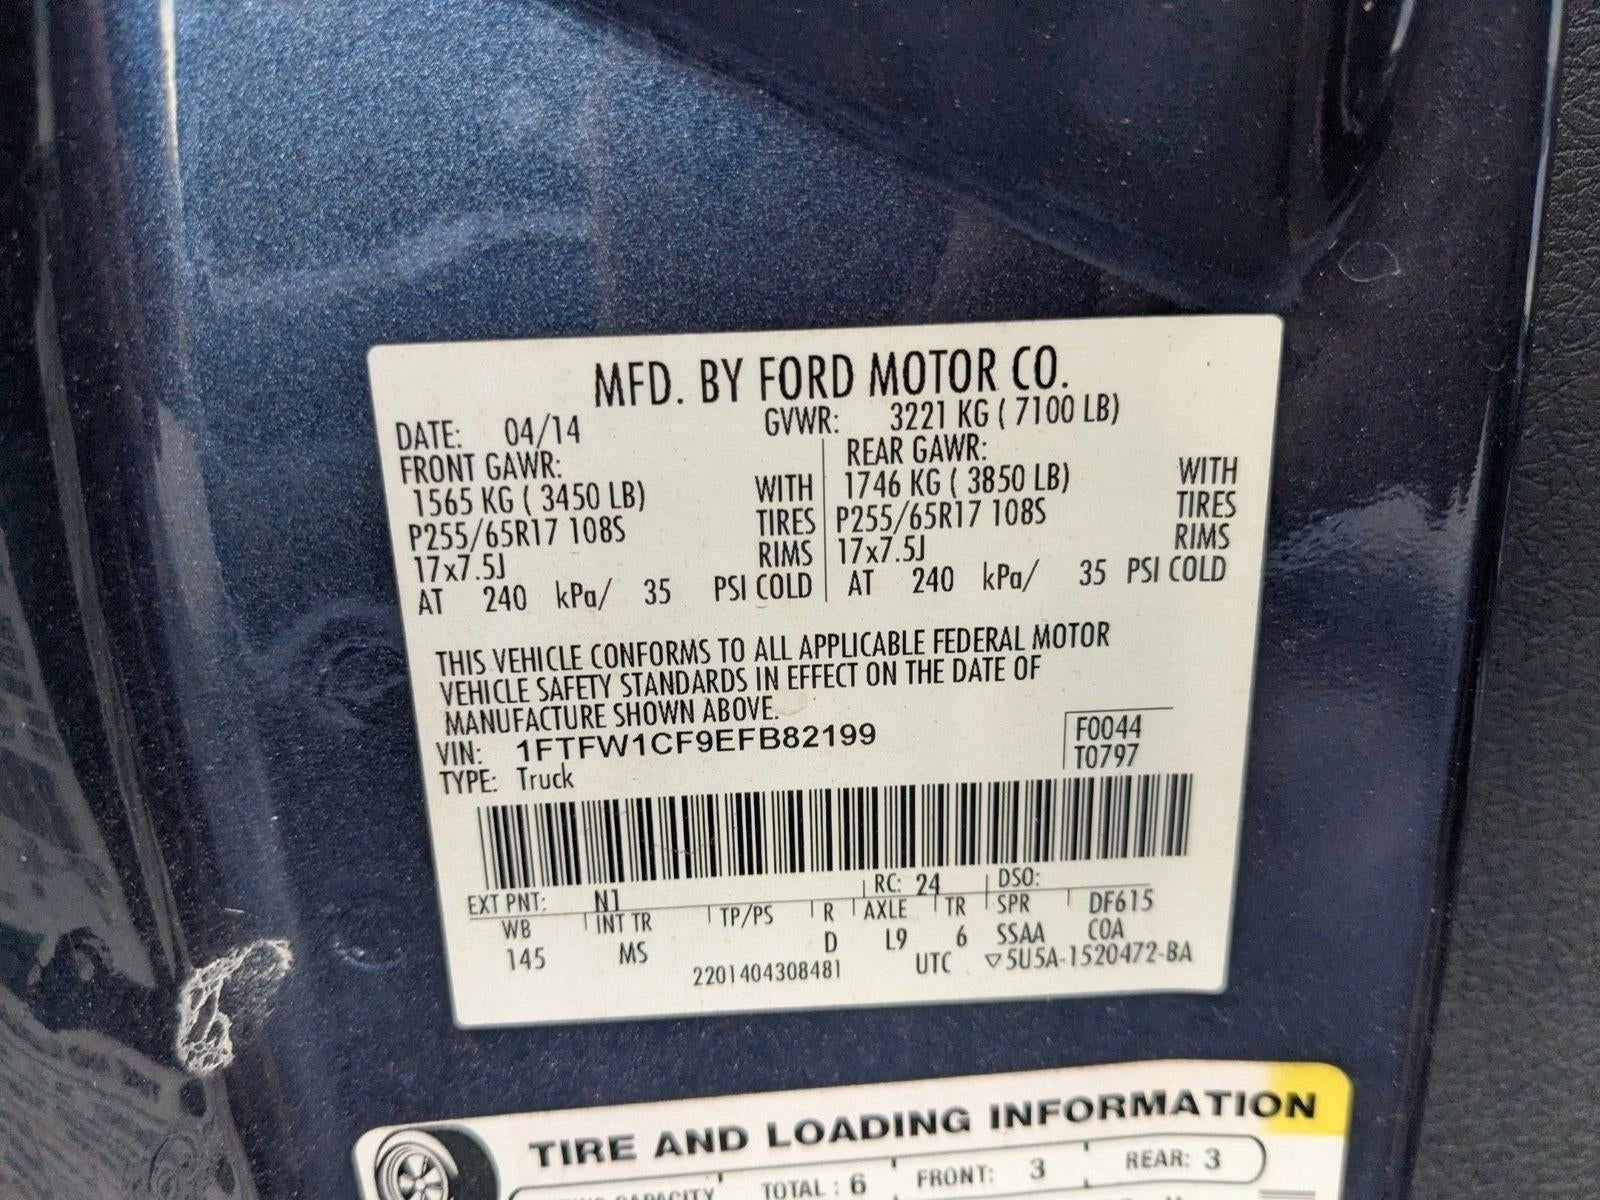 MFD. BY FORD MOTOR CO.
DATE: 04/14 GVWR: 3221 KG ( 7100 LB)
FRONT GAWR: REAR GAWR:
1565 KG ( 3450 LB) WITH 1746 KG ( 3850 LB) WITH
P255/65R17 108S TIRES P255/65R17 108S TIRES
17x7.5J RIMS 17x7.5J RIMS
AT 240 kPa/ 35 PSI COLD AT 240 kPa/ 35 PSI COLD
THIS VEHICLE CONFORMS TO ALL APPLICABLE FEDERAL MOTOR
VEHICLE SAFETY STANDARDS IN EFFECT ON THE DATE OF
MANUFACTURE SHOWN ABOVE.
VIN: 1FTFW1CF9EFB82199 F0044
TYPE: Truck T0797
EXT PNT: N1 RC: 24 DSO:
WB INT TR TP/PS R AXLE TR SPR DF615
145 MS D L9 6 SSAA COA
2201404308481 UTC ▽5U5A-1520472-BA
TIRE AND LOADING INFORMATION
CAPACITY TOTAL : 6 FRONT: 3 REAR: 3